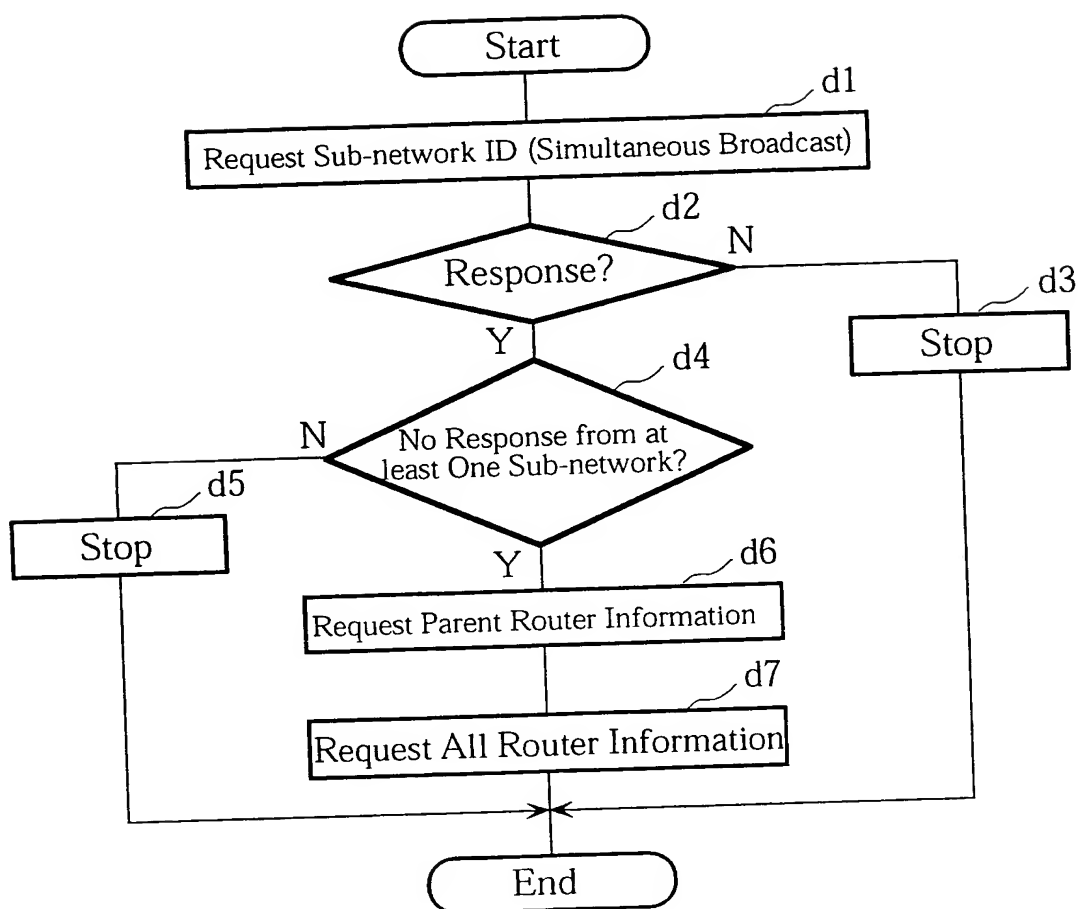 Start
d1
Request Sub-network ID (Simultaneous Broadcast)
d2
Response?
N
Y
d3
Stop
d4
No Response from at
least One Sub-network?
N
Y
d5
Stop
d6
Request Parent Router Information
d7
Request All Router Information
End